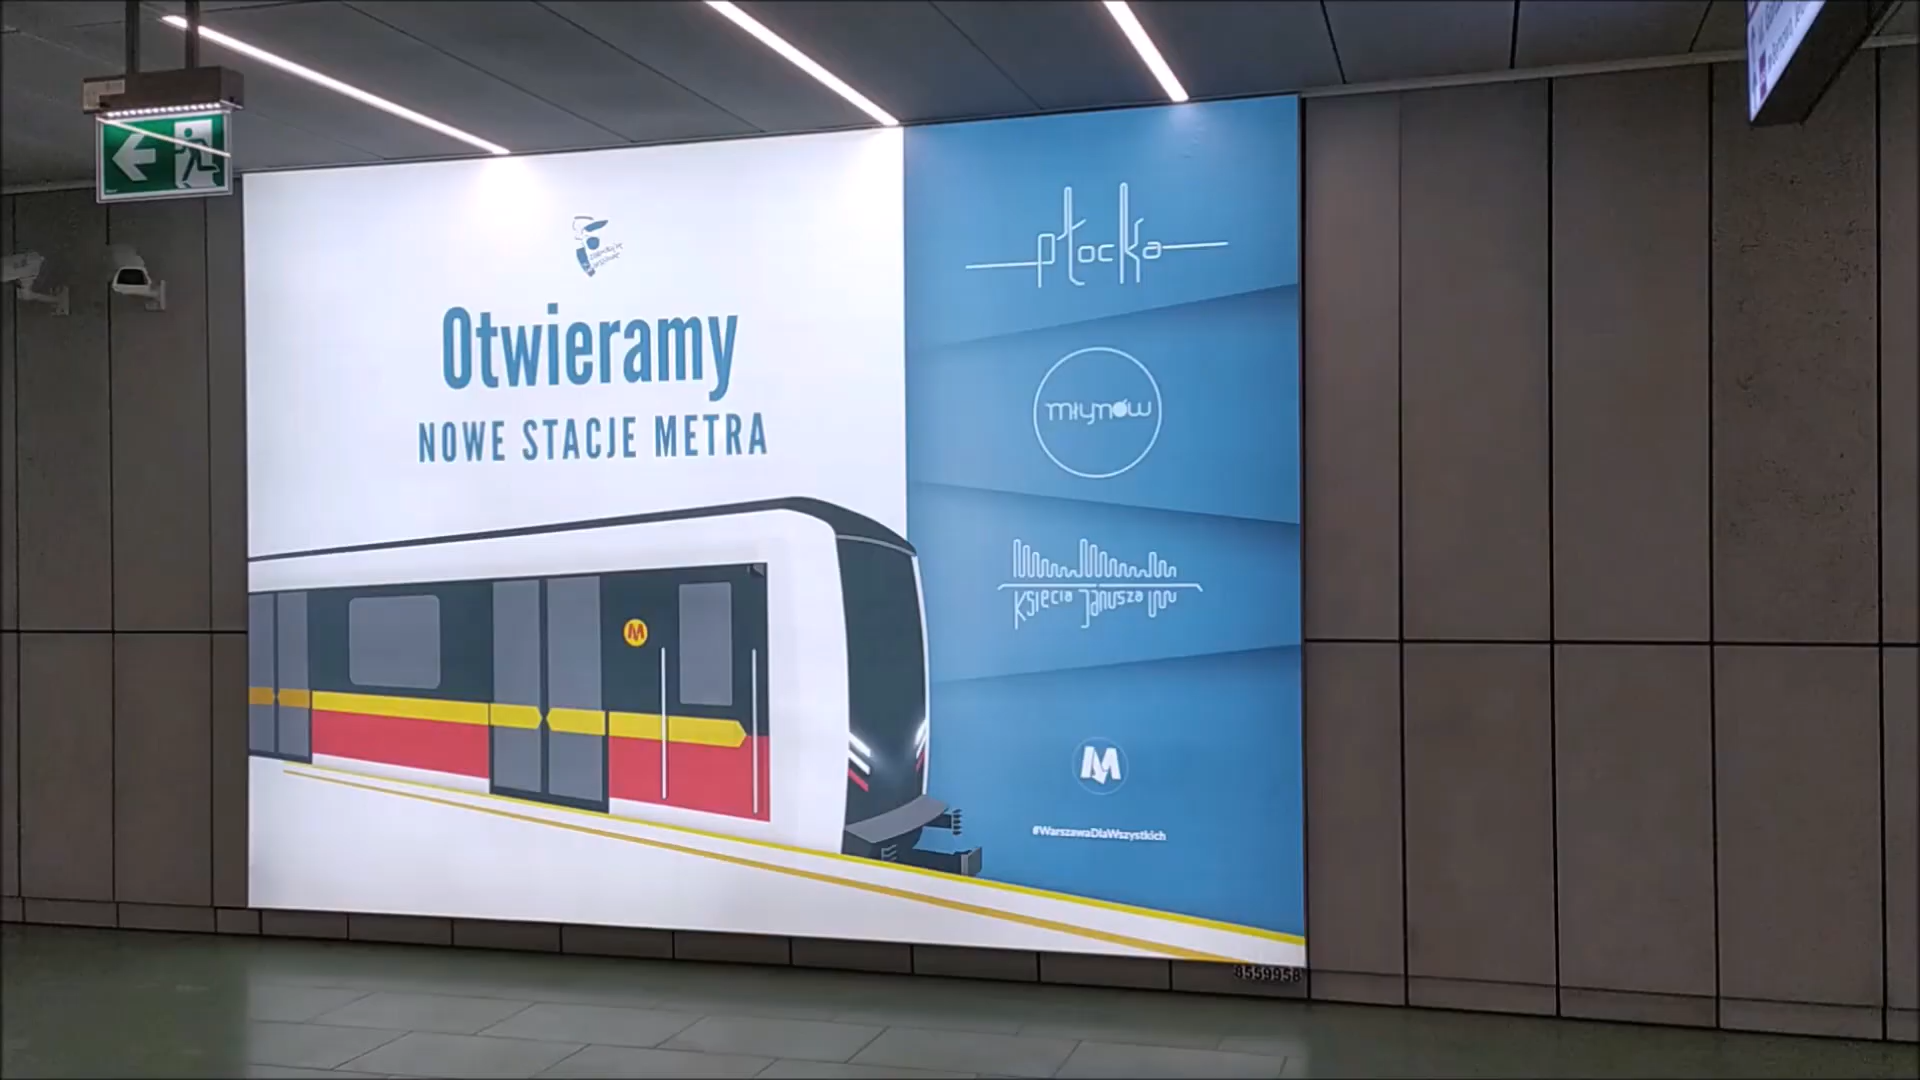 Otwieramy
NOWE STACJE METRA
M
płocka
młynów
Księcia Janusza
M
#WarszawaDlaWszystkich
8559958